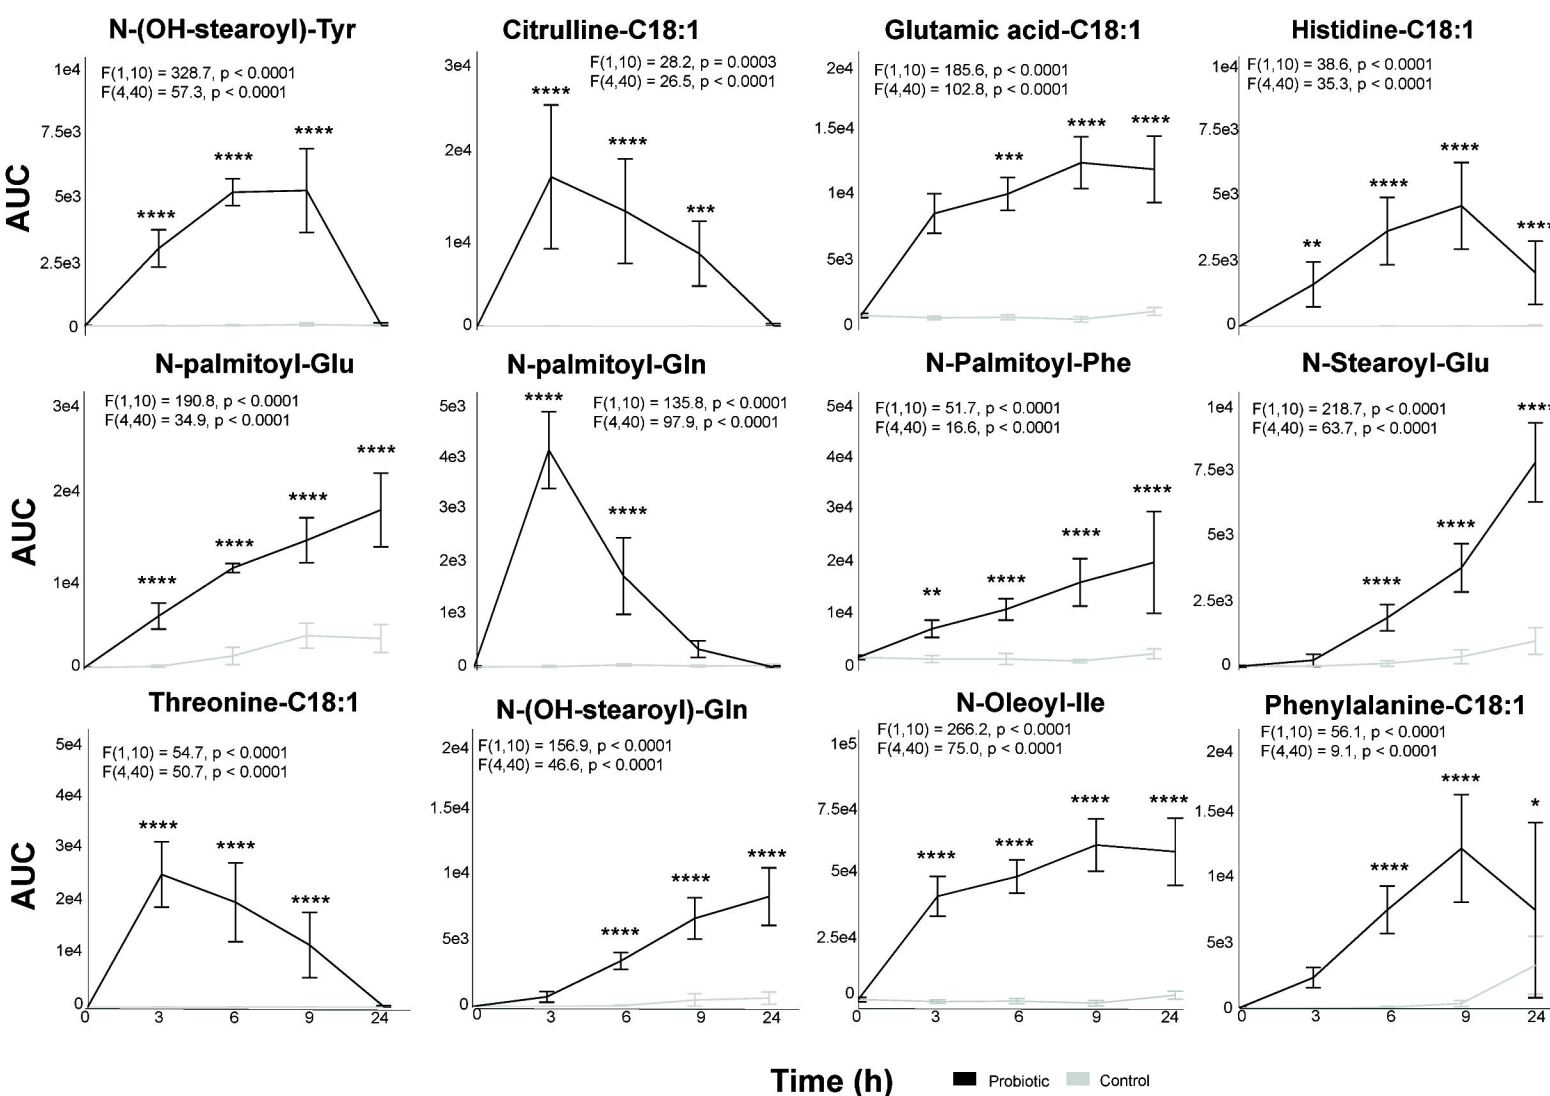 N-(OH-stearoyl)-Tyr
F(1,10) = 328.7, p < 0.0001
F(4,40) = 57.3, p < 0.0001
AUC
1e4
7.5e3
5e3
2.5e3
0
****
****
****
Citrulline-C18:1
F(1,10) = 28.2, p = 0.0003
F(4,40) = 26.5, p < 0.0001
3e4
2e4
1e4
0
****
****
***
Glutamic acid-C18:1
F(1,10) = 185.6, p < 0.0001
F(4,40) = 102.8, p < 0.0001
2e4
1.5e4
1e4
5e3
0
***
****
****
Histidine-C18:1
F(1,10) = 38.6, p < 0.0001
F(4,40) = 35.3, p < 0.0001
1e4
7.5e3
5e3
2.5e3
0
**
****
****
****
N-palmitoyl-Glu
F(1,10) = 190.8, p < 0.0001
F(4,40) = 34.9, p < 0.0001
AUC
3e4
2e4
1e4
0
****
****
****
****
N-palmitoyl-Gln
F(1,10) = 135.8, p < 0.0001
F(4,40) = 97.9, p < 0.0001
5e3
4e3
3e3
2e3
1e3
0
****
****
N-Palmitoyl-Phe
F(1,10) = 51.7, p < 0.0001
F(4,40) = 16.6, p < 0.0001
5e4
4e4
3e4
2e4
1e4
0
**
****
****
****
N-Stearoyl-Glu
F(1,10) = 218.7, p < 0.0001
F(4,40) = 63.7, p < 0.0001
1e4
7.5e3
5e3
2.5e3
0
****
****
****
Threonine-C18:1
F(1,10) = 54.7, p < 0.0001
F(4,40) = 50.7, p < 0.0001
AUC
5e4
4e4
3e4
2e4
1e4
0
****
****
****
0 3 6 9 24
N-(OH-stearoyl)-Gln
F(1,10) = 156.9, p < 0.0001
F(4,40) = 46.6, p < 0.0001
2e4
1.5e4
1e4
5e3
0
****
****
****
0 3 6 9 24
N-Oleoyl-Ile
F(1,10) = 266.2, p < 0.0001
F(4,40) = 75.0, p < 0.0001
1e5
7.5e4
5e4
2.5e4
0
****
****
****
****
0 3 6 9 24
Phenylalanine-C18:1
F(1,10) = 56.1, p < 0.0001
F(4,40) = 9.1, p < 0.0001
2e4
1.5e4
1e4
5e3
0
****
****
*
0 3 6 9 24
Time (h)
Probiotic
Control